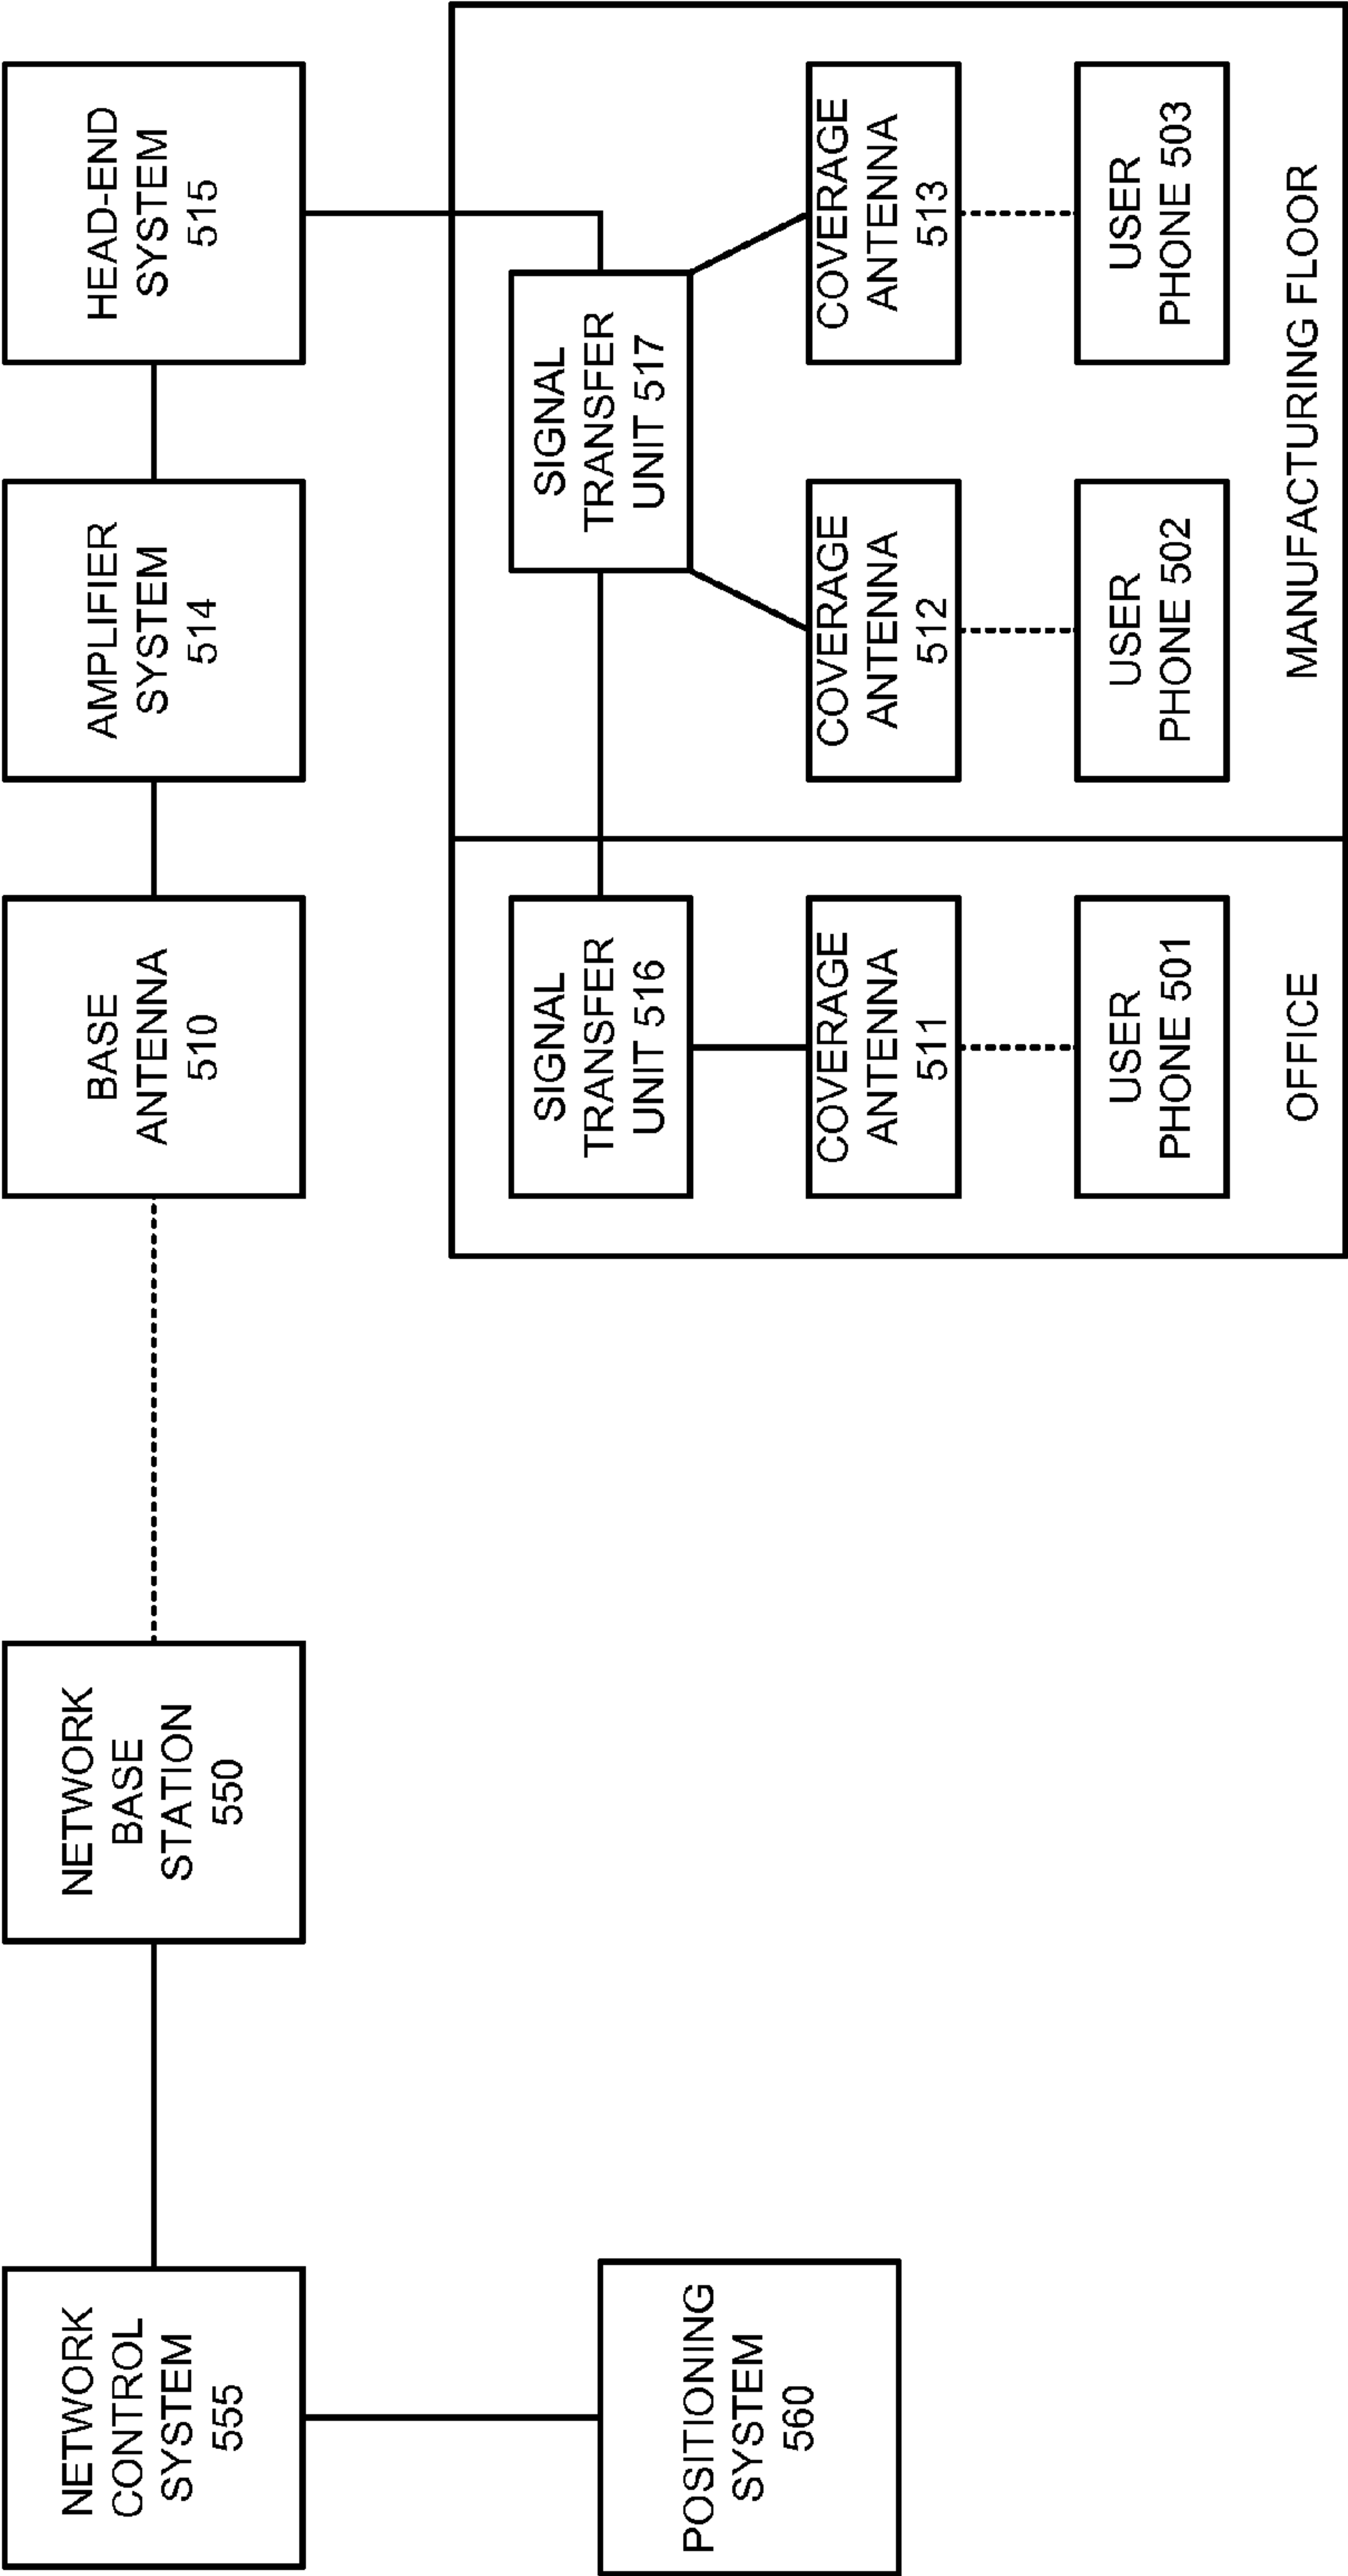 NETWORK
CONTROL
SYSTEM
555
NETWORK
BASE
STATION
550
BASE
ANTENNA
510
AMPLIFIER
SYSTEM
514
HEAD-END
SYSTEM
515
POSITIONING
SYSTEM
560
SIGNAL
TRANSFER
UNIT 516
SIGNAL
TRANSFER
UNIT 517
COVERAGE
ANTENNA
511
COVERAGE
ANTENNA
512
COVERAGE
ANTENNA
513
USER
PHONE 501
USER
PHONE 502
USER
PHONE 503
OFFICE
MANUFACTURING FLOOR